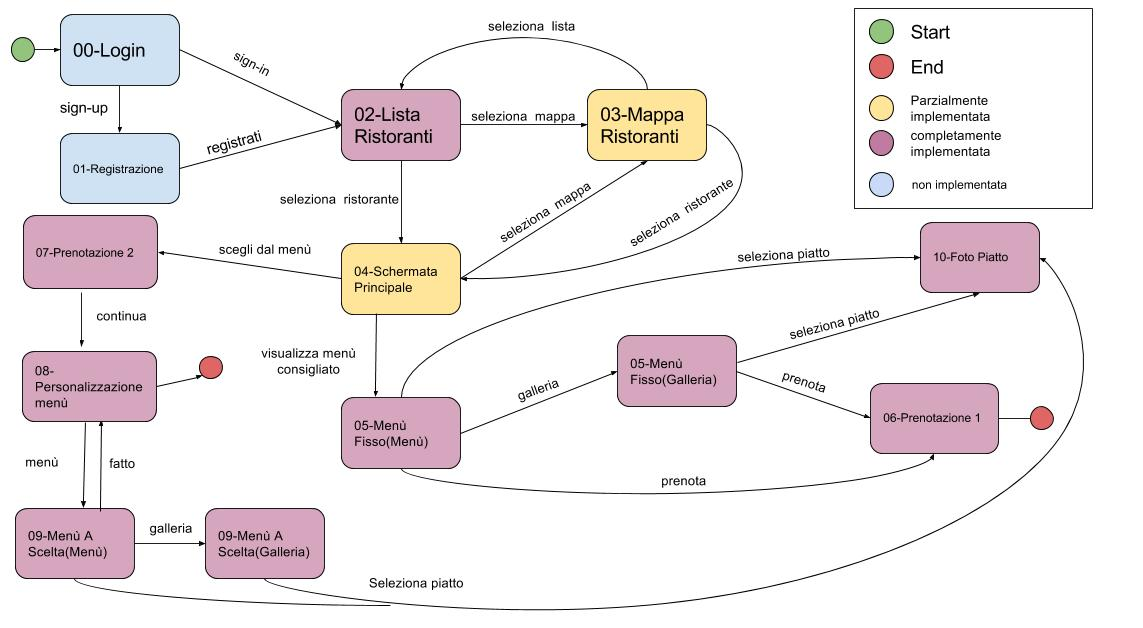 seleziona lista
00-Login
Start
sign-in
End
sign-up
02-Lista
Ristoranti
seleziona mappa
03-Mappa
Ristoranti
Parzialmente
implementata
completamente
implementata
registrati
01-Registrazione
non implementata
seleziona ristorante
seleziona mappa
seleziona ristorante
07-Prenotazione 2
scegli dal menù
04-Schermata
Principale
seleziona piatto
10-Foto Piatto
continua
visualizza menù
consigliato
seleziona piatto
08-
Personalizzazione
menù
05-Menù
Fisso(Galleria)
galleria
prenota
05-Menù
Fisso(Menù)
06-Prenotazione 1
menù
fatto
prenota
09-Menù A
Scelta(Menù)
galleria
09-Menù A
Scelta(Galleria)
Seleziona piatto